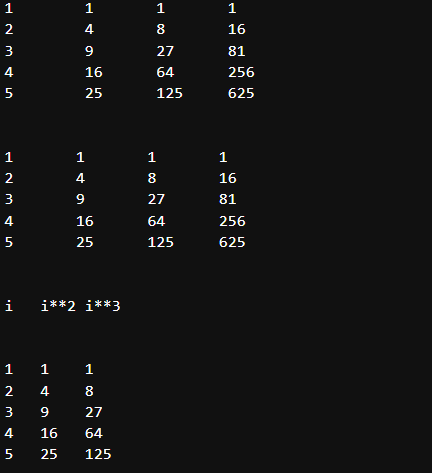 1 1 1 1
2 4 8 16
3 9 27 81
4 16 64 256
5 25 125 625
1 1 1 1
2 4 8 16
3 9 27 81
4 16 64 256
5 25 125 625
i i**2 i**3
1 1 1
2 4 8
3 9 27
4 16 64
5 25 125